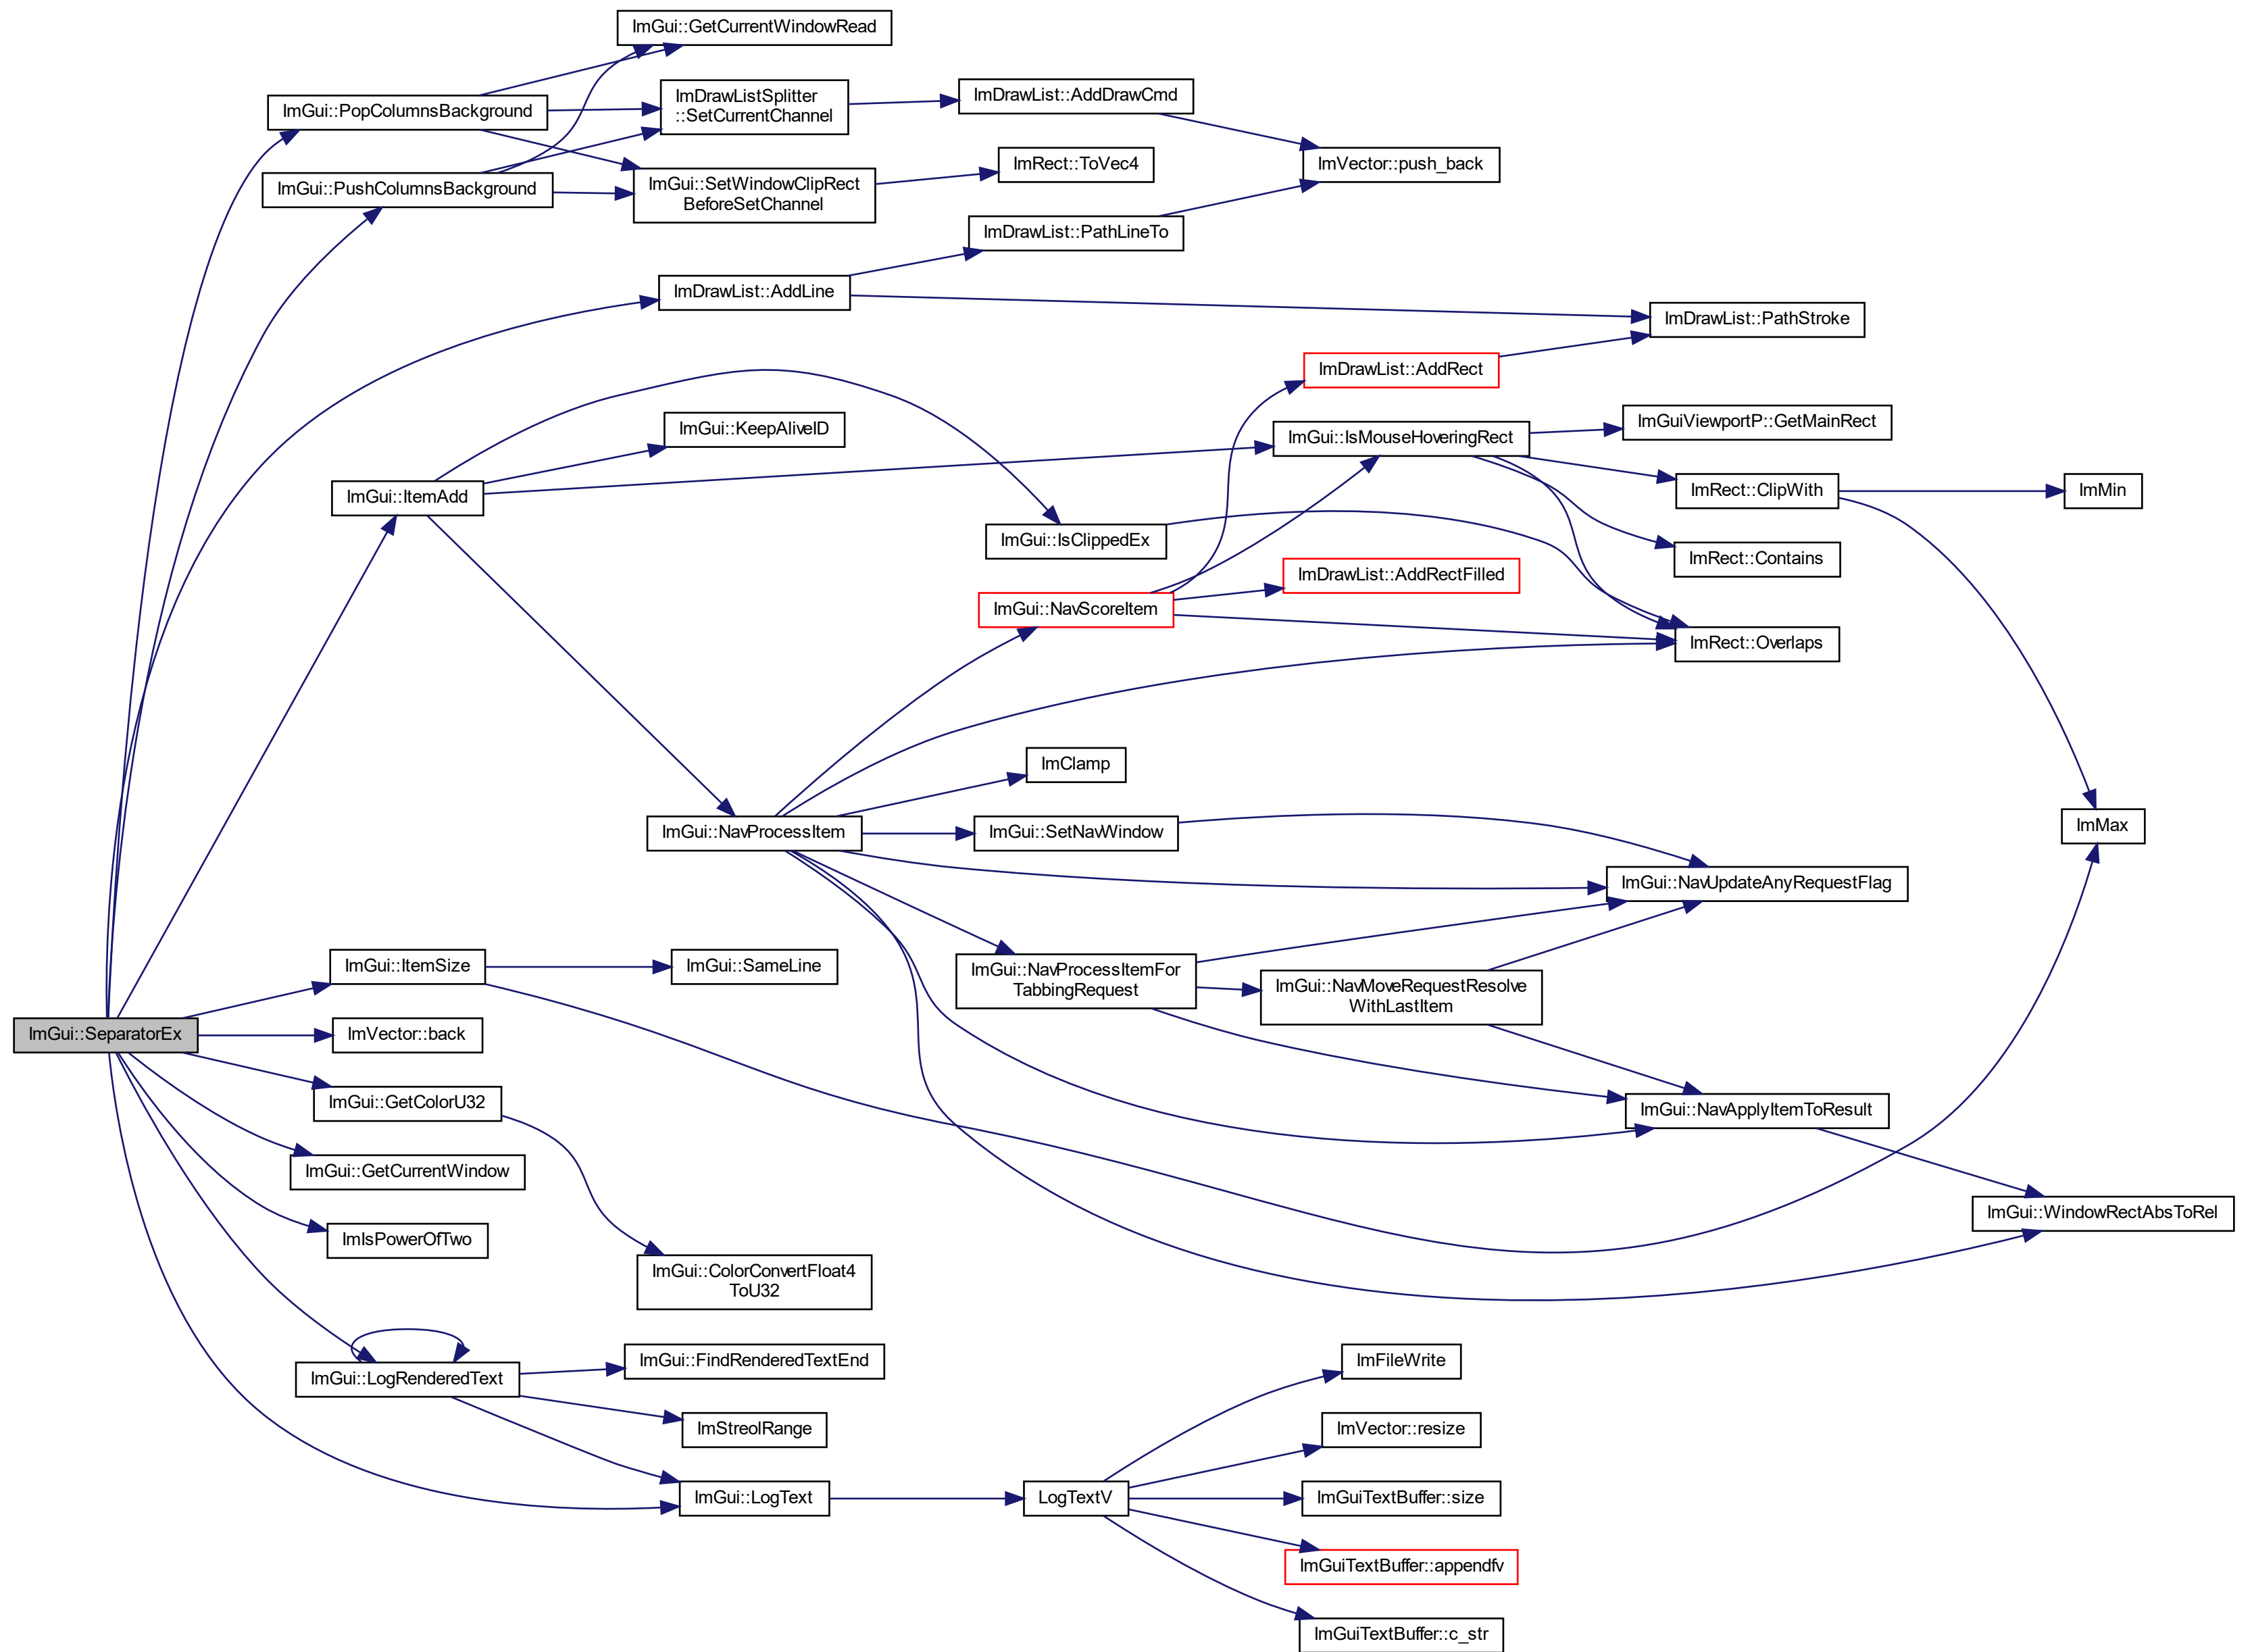 ImGui::GetCurrentWindowRead
ImGui::PopColumnsBackground
ImDrawListSplitter
::SetCurrentChannel
ImDrawList::AddDrawCmd
ImGui::PushColumnsBackground
ImGui::SetWindowClipRect
BeforeSetChannel
ImRect::ToVec4
ImVector::push_back
ImDrawList::PathLineTo
ImDrawList::AddLine
ImDrawList::PathStroke
ImDrawList::AddRect
ImGui::KeepAliveID
ImGui::IsMouseHoveringRect
ImGuiViewportP::GetMainRect
ImGui::ItemAdd
ImRect::ClipWith
ImMin
ImGui::IsClippedEx
ImRect::Contains
ImDrawList::AddRectFilled
ImGui::NavScoreItem
ImRect::Overlaps
ImClamp
ImGui::NavProcessItem
ImGui::SetNavWindow
ImMax
ImGui::NavUpdateAnyRequestFlag
ImGui::ItemSize
ImGui::SameLine
ImGui::NavProcessItemFor
TabbingRequest
ImGui::NavMoveRequestResolve
WithLastItem
ImGui::SeparatorEx
ImVector::back
ImGui::GetColorU32
ImGui::NavApplyItemToResult
ImGui::GetCurrentWindow
ImGui::WindowRectAbsToRel
ImIsPowerOfTwo
ImGui::ColorConvertFloat4
ToU32
ImGui::LogRenderedText
ImGui::FindRenderedTextEnd
ImFileWrite
ImStreolRange
ImVector::resize
ImGui::LogText
LogTextV
ImGuiTextBuffer::size
ImGuiTextBuffer::appendfv
ImGuiTextBuffer::c_str